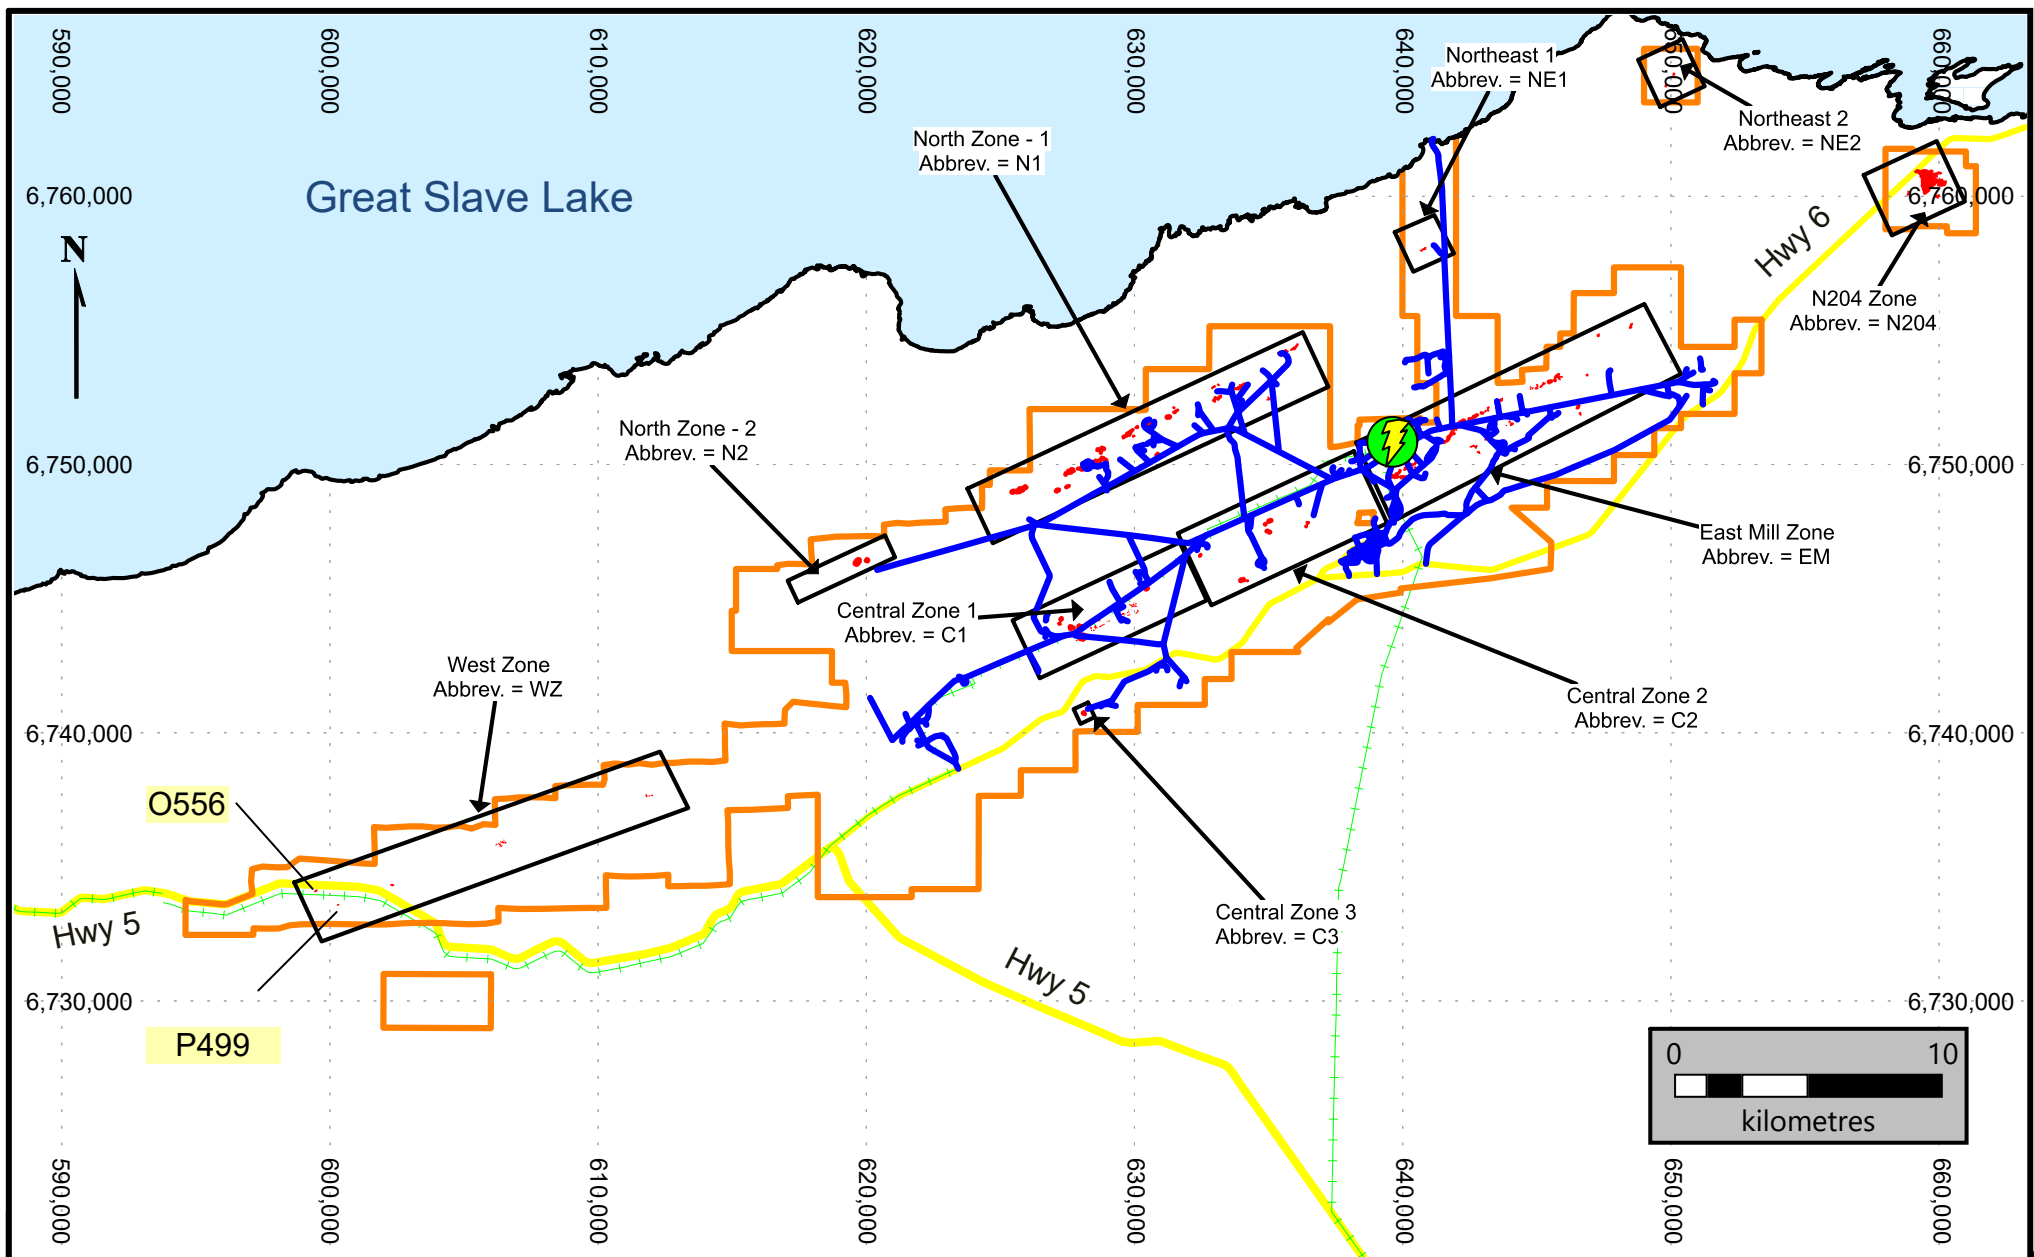 590,000
600,000
610,000
620,000
630,000
640,000
650,000
660,000
Northeast 1
Abbrev. = NE1
Northeast 2
Abbrev. = NE2
North Zone - 1
Abbrev. = N1
6,760,000
Great Slave Lake
6,760,000
N
Hwy 6
N204 Zone
Abbrev. = N204
North Zone - 2
Abbrev. = N2
6,750,000
6,750,000
East Mill Zone
Abbrev. = EM
Central Zone 1
Abbrev. = C1
West Zone
Abbrev. = WZ
Central Zone 2
Abbrev. = C2
6,740,000
6,740,000
O556
Hwy 5
Central Zone 3
Abbrev. = C3
Hwy 5
6,730,000
6,730,000
P499
0 10
kilometres
590,000
600,000
610,000
620,000
630,000
640,000
650,000
660,000